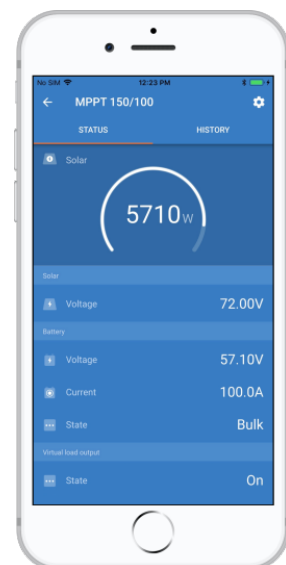 No SIM 12:23 PM
MPPT 150/100
STATUS HISTORY
Solar
5710W
Solar
Voltage 72.00V
Battery
Voltage 57.10V
Current 100.0A
State Bulk
Virtual load output
State On